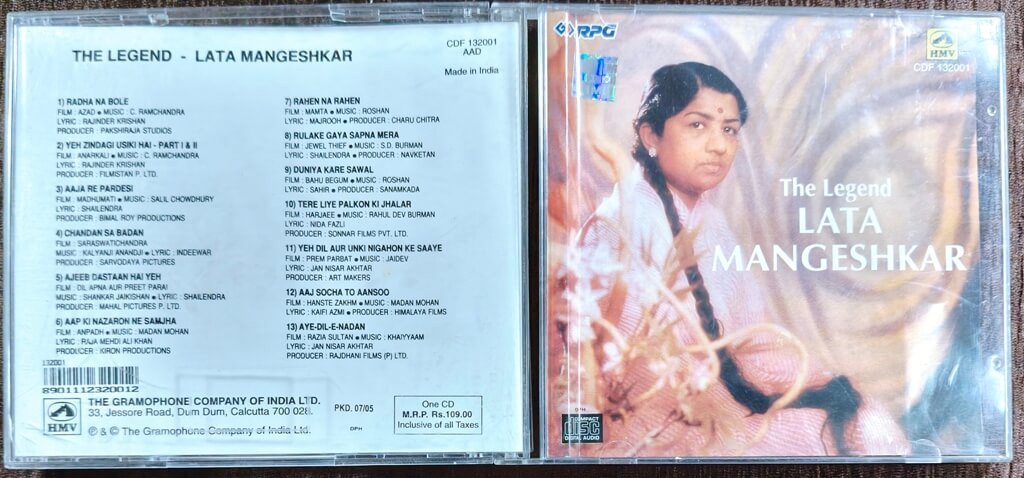 THE LEGEND - LATA MANGESHKAR
CDF 132001
AAD
Made in India
1) RADHA NA BOLE
FILM : AZAD ● MUSIC : C. RAMCHANDRA
LYRIC : RAJINDER KRISHAN
PRODUCER : PAKSHIRAJA STUDIOS
2) YEH ZINDAGI USIKI HAI - PART I & II
FILM : ANARKALI ● MUSIC : C. RAMCHANDRA
LYRIC : RAJINDER KRISHAN
PRODUCER : FILMISTAN P. LTD.
3) AAJA RE PARDESI
FILM : MADHUMATI ● MUSIC : SALIL CHOWDHURY
LYRIC : SHAILENDRA
PRODUCER : BIMAL ROY PRODUCTIONS
4) CHANDAN SA BADAN
FILM : SARASWATICHANDRA
MUSIC : KALYANJI ANANDJI ● LYRIC : INDEEWAR
PRODUCER : SARVODAYA PICTURES
5) AJEEB DASTAAN HAI YEH
FILM : DIL APNA AUR PREET PARAI
MUSIC : SHANKAR JAIKISHAN ● LYRIC : SHAILENDRA
PRODUCER : MAHAL PICTURES P. LTD.
6) AAP KI NAZARON NE SAMJHA
FILM : ANPADH ● MUSIC : MADAN MOHAN
LYRIC : RAJA MEHDI ALI KHAN
PRODUCER : KIRON PRODUCTIONS
7) RAHEN NA RAHEN
FILM : MAMTA ● MUSIC : ROSHAN
LYRIC : MAJROOH ● PRODUCER : CHARU CHITRA
8) RULAKE GAYA SAPNA MERA
FILM : JEWEL THIEF ● MUSIC : S.D. BURMAN
LYRIC : SHAILENDRA ● PRODUCER : NAVKETAN
9) DUNIYA KARE SAWAL
FILM : BAHU BEGUM ● MUSIC : ROSHAN
LYRIC : SAHIR ● PRODUCER : SANAMKADA
10) TERE LIYE PALKON KI JHALAR
FILM : HARJAEE ● MUSIC : RAHUL DEV BURMAN
LYRIC : NIDA FAZLI
PRODUCER : SONNAR FILMS PVT. LTD.
11) YEH DIL AUR UNKI NIGAHON KE SAAYE
FILM : PREM PARBAT ● MUSIC : JAIDEV
LYRIC : JAN NISAR AKHTAR
PRODUCER : ART MAKERS
12) AAJ SOCHA TO AANSOO
FILM : HANSTE ZAKHM ● MUSIC : MADAN MOHAN
LYRIC : KAIFI AZMI ● PRODUCER : HIMALAYA FILMS
13) AYE-DIL-E-NADAN
FILM : RAZIA SULTAN ● MUSIC : KHAIYYAAM
LYRIC : JAN NISAR AKHTAR
PRODUCER : RAJDHANI FILMS (P) LTD.
132001
8901112320012
HMV
THE GRAMOPHONE COMPANY OF INDIA LTD.
33, Jessore Road, Dum Dum, Calcutta 700 028.
℗ & © The Gramophone Company of India Ltd.
PKD. 07/05
DPH
One CD
M.R.P. Rs.109.00
Inclusive of all Taxes
RPG
HMV
CDF 132001
The Legend
LATA
MANGESHKAR
DPH
COMPACT
disc
DIGITAL AUDIO